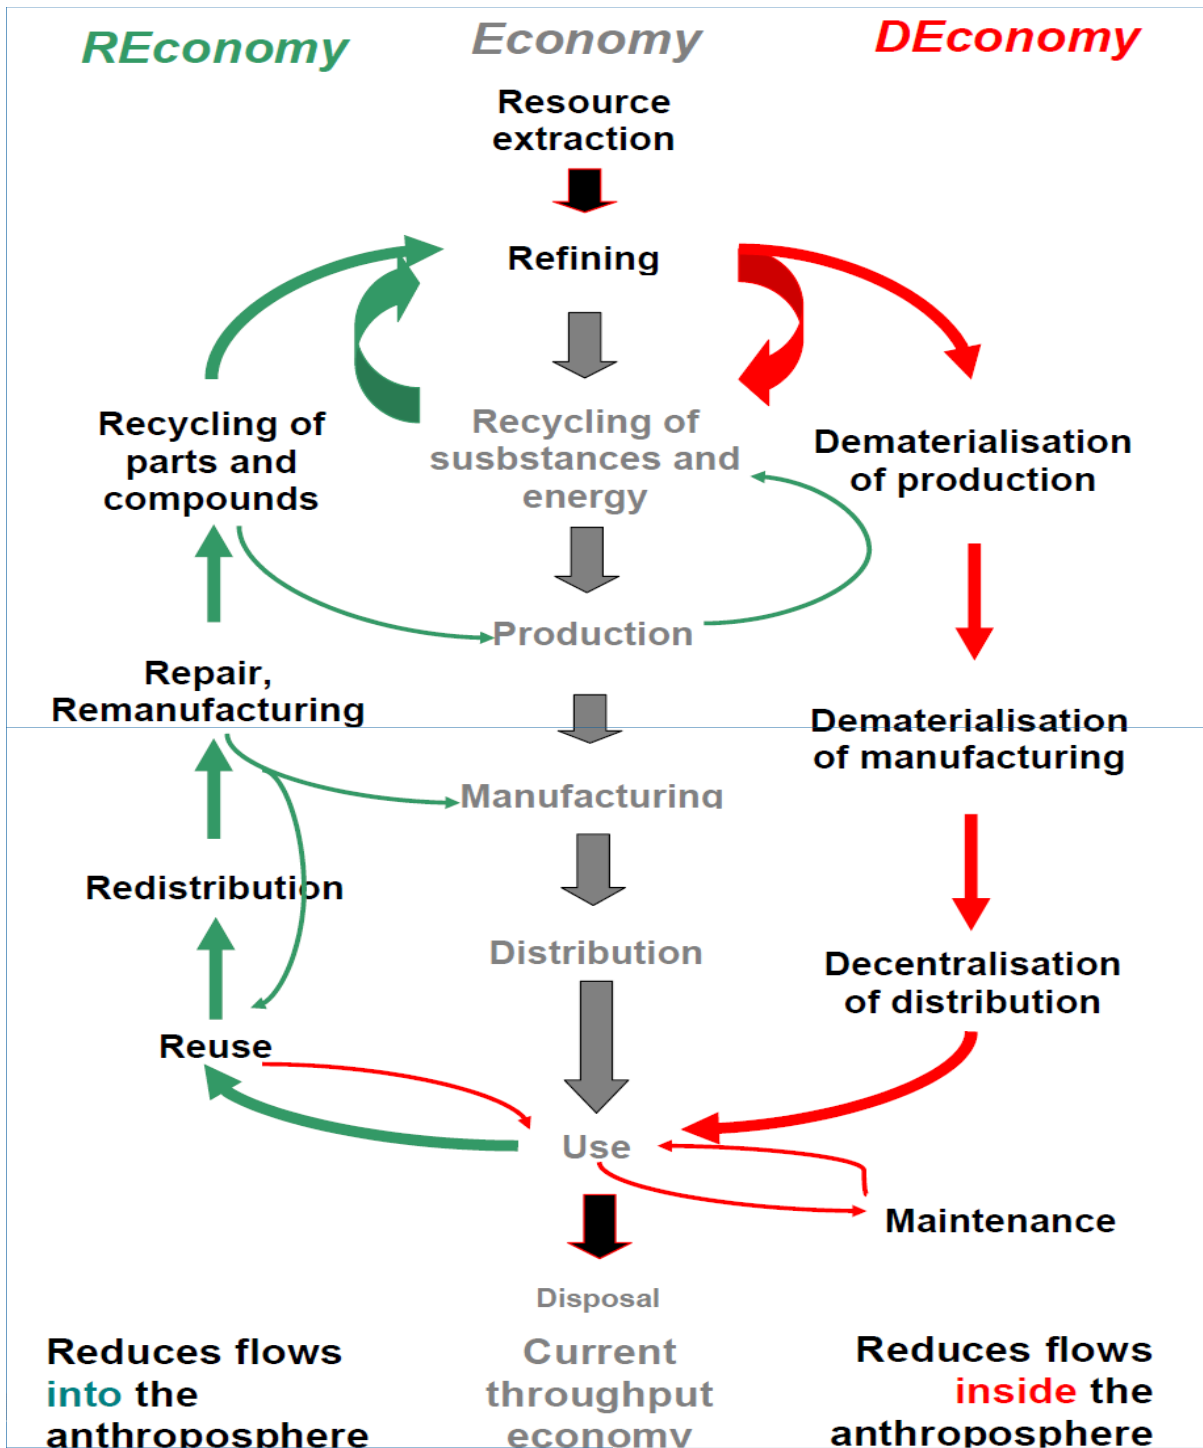 REconomy
Economy
DEconomy
Resource
extraction
Refining
Recycling of
parts and
compounds
Recycling of
susbstances and
energy
Dematerialisation
of production
Production
Repair,
Remanufacturing
Dematerialisation
of manufacturing
Manufacturing
Redistribution
Distribution
Decentralisation
of distribution
Reuse
Use
Maintenance
Disposal
Reduces flows
into the
anthroposphere
Current
throughput
economy
Reduces flows
inside the
anthroposphere